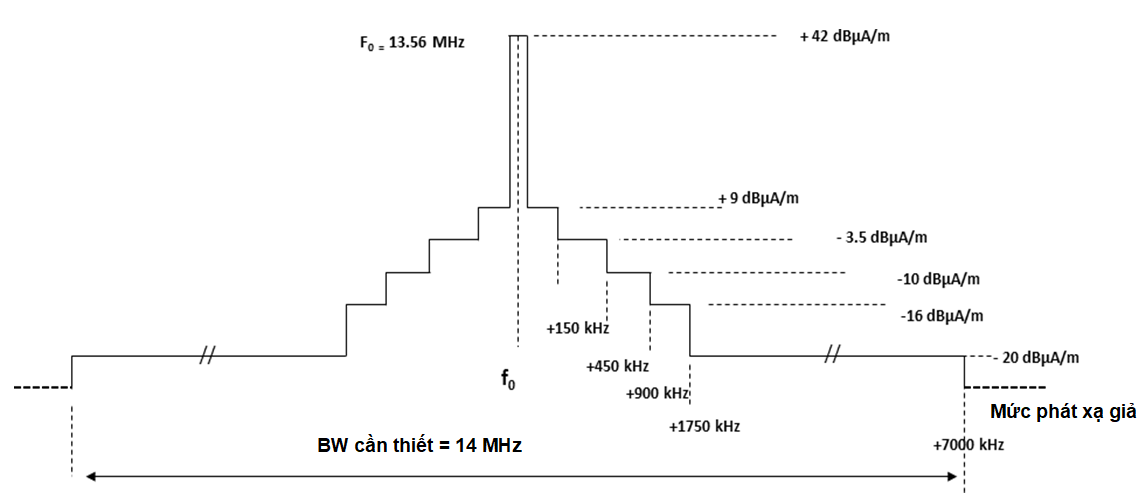 F0 = 13.56 MHz
+ 42 dBµA/m
+ 9 dBµA/m
- 3.5 dBµA/m
-10 dBµA/m
-16 dBµA/m
+150 kHz
- 20 dBµA/m
+450 kHz
f0
+900 kHz
Mức phát xạ giả
+1750 kHz
BW cần thiết = 14 MHz
+7000 kHz